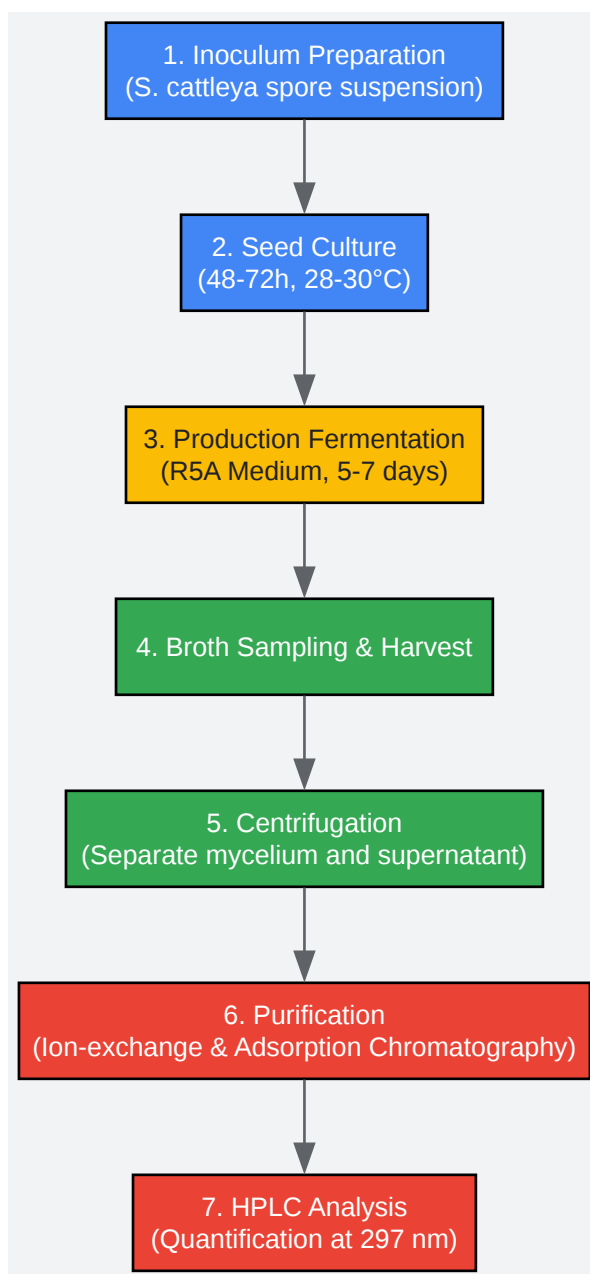 1. Inoculum Preparation
(S. cattleya spore suspension)
2. Seed Culture
(48-72h, 28-30°C)
3. Production Fermentation
(R5A Medium, 5-7 days)
4. Broth Sampling & Harvest
5. Centrifugation
(Separate mycelium and supernatant)
6. Purification
(Ion-exchange & Adsorption Chromatography)
7. HPLC Analysis
(Quantification at 297 nm)